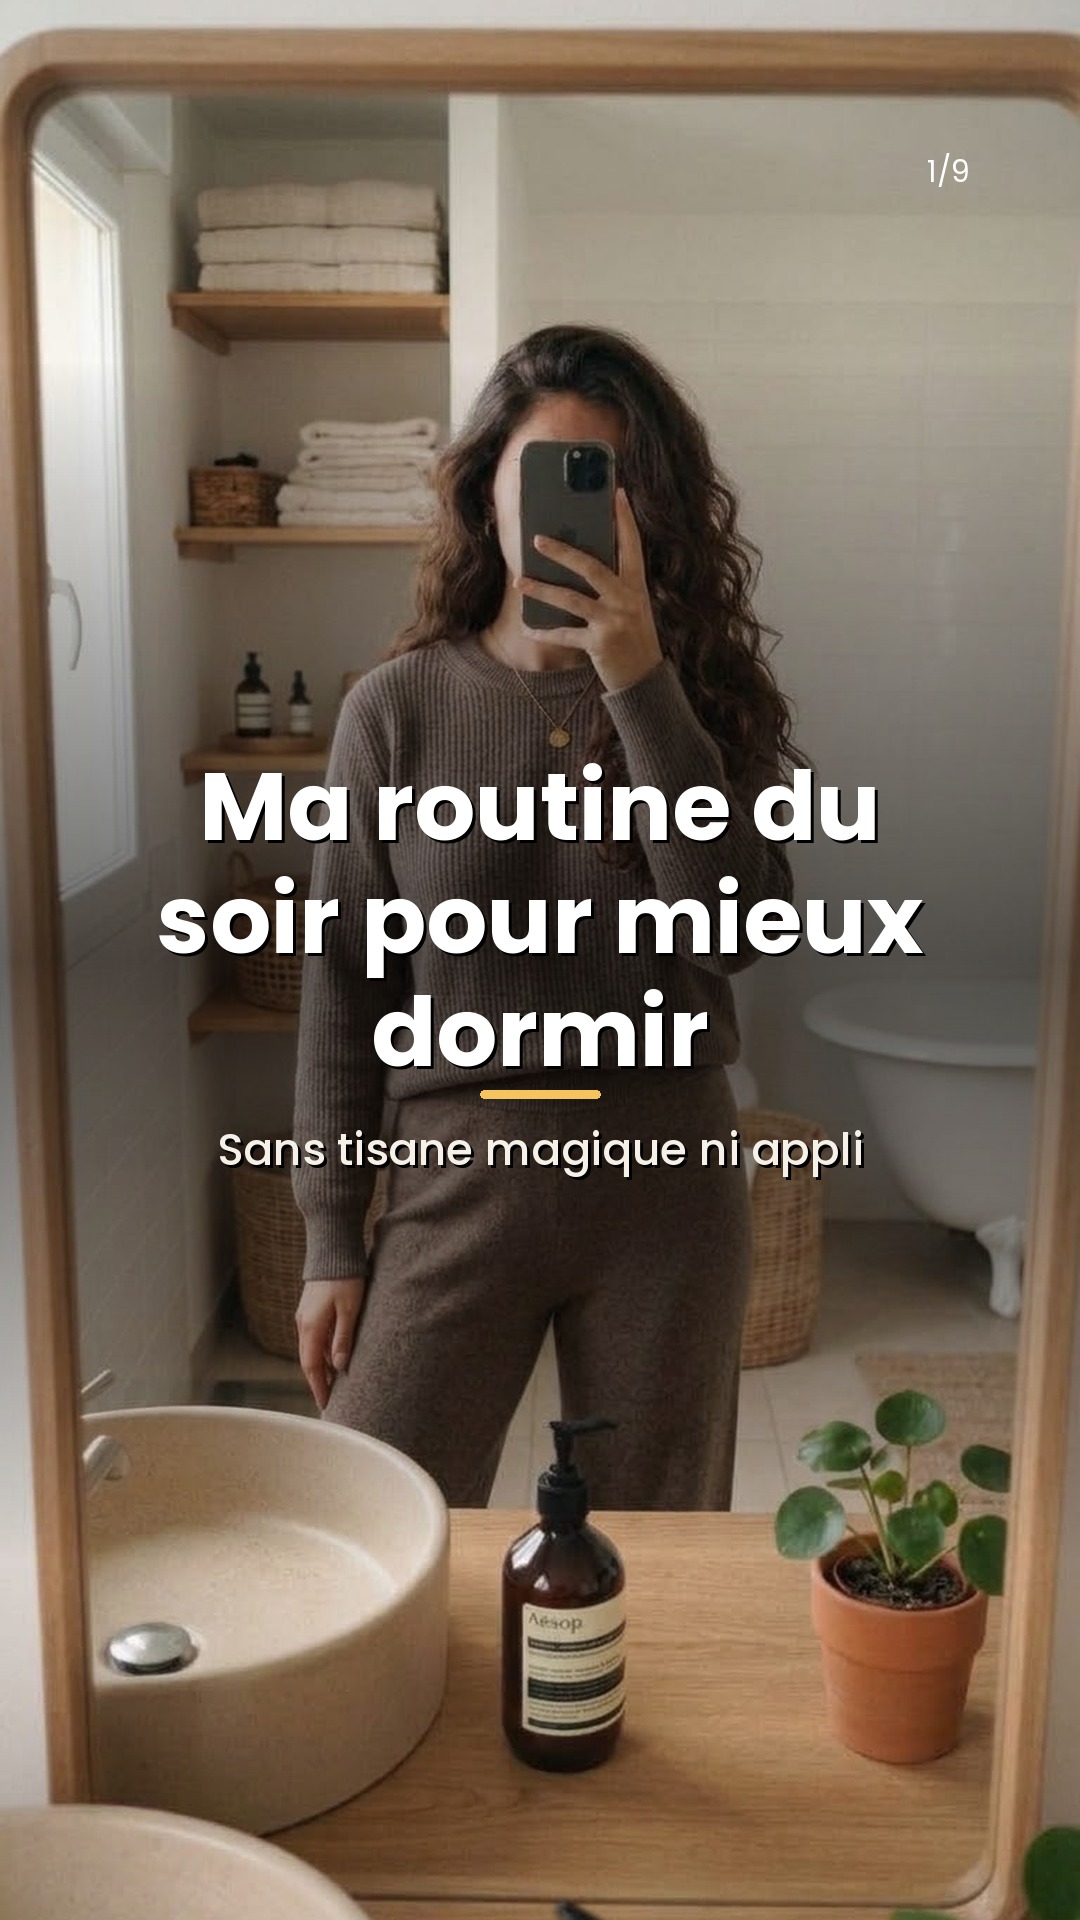 1/9
Ma routine du
soir pour mieux
dormir
Sans tisane magique ni appli
Aesop